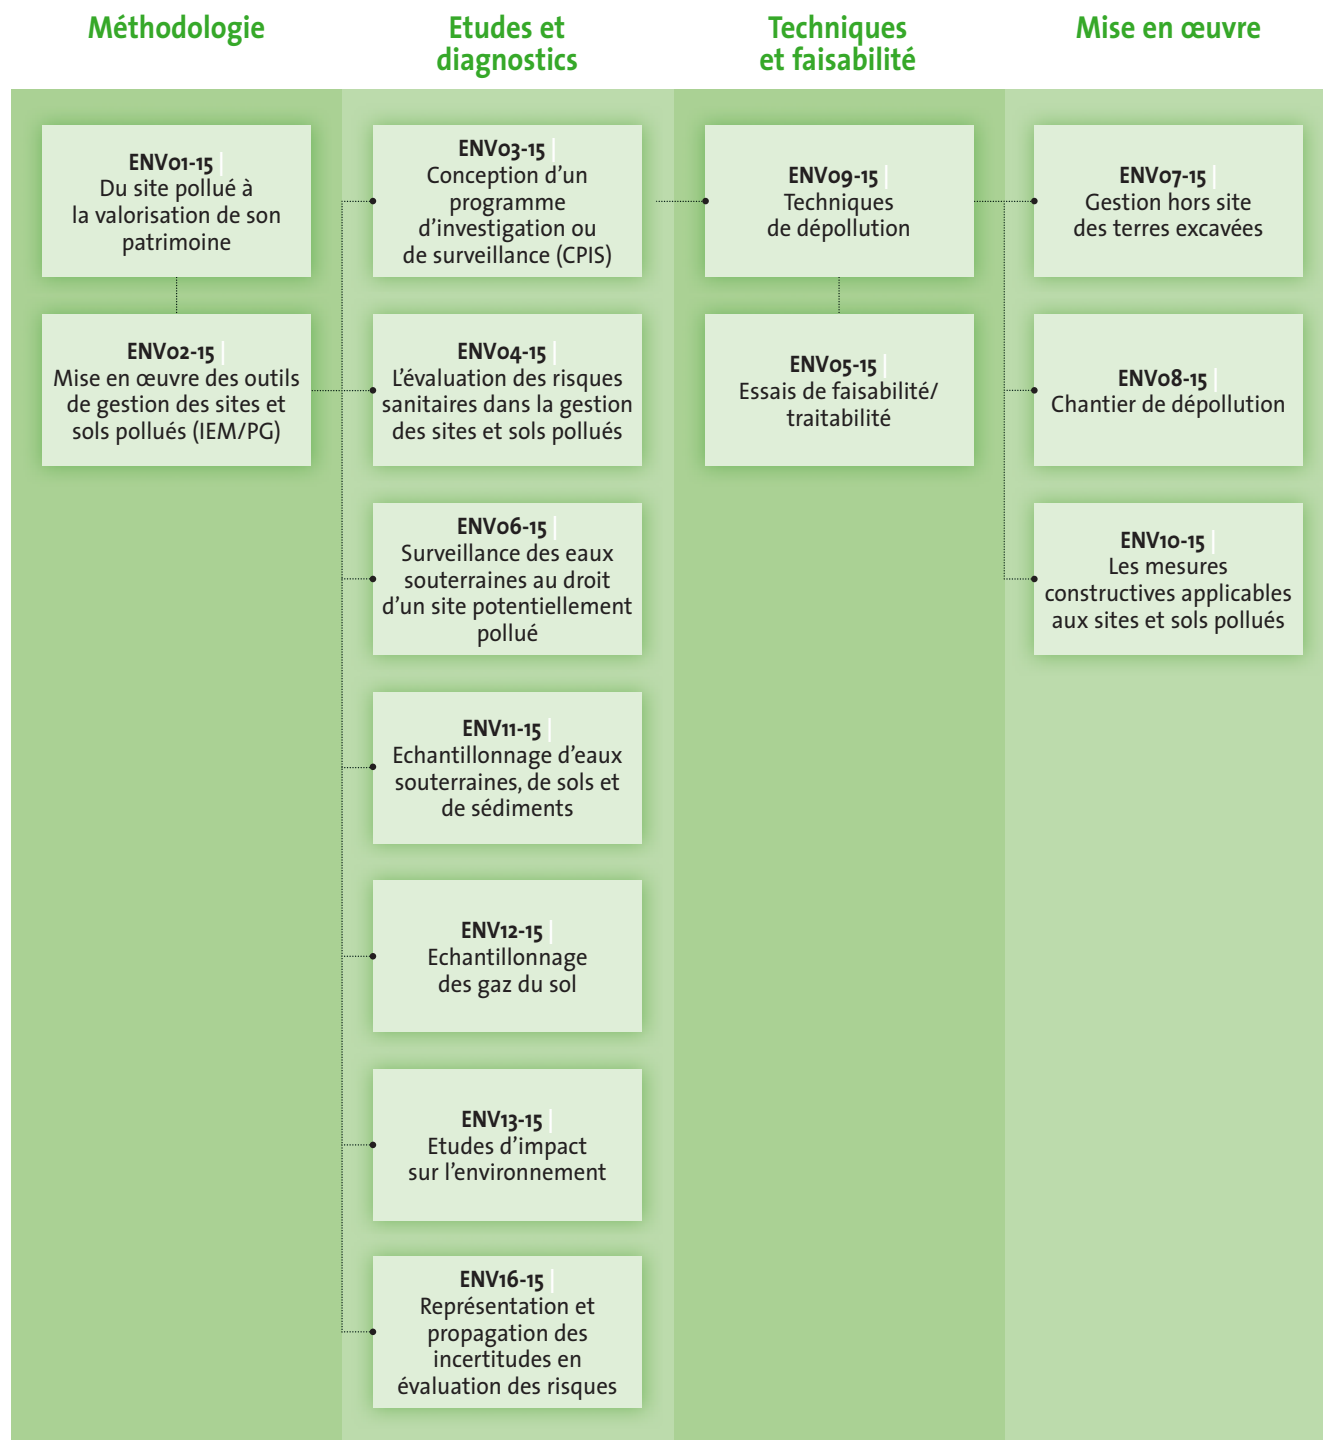 Méthodologie
Etudes et
diagnostics
Techniques
et faisabilité
Mise en œuvre
ENV01-15
Du site pollué à
la valorisation de son
patrimoine
ENV02-15
Mise en œuvre des outils
de gestion des sites et
sols pollués (IEM/PG)
ENV03-15
Conception d’un
programme
d’investigation ou
de surveillance (CPIS)
ENV04-15
L’évaluation des risques
sanitaires dans la gestion
des sites et sols pollués
ENV06-15
Surveillance des eaux
souterraines au droit
d’un site potentiellement
pollué
ENV11-15
Echantillonnage d’eaux
souterraines, de sols et
de sédiments
ENV12-15
Echantillonnage
des gaz du sol
ENV13-15
Etudes d’impact
sur l’environnement
ENV16-15
Représentation et
propagation des
incertitudes en
évaluation des risques
ENV09-15
Techniques
de dépollution
ENV05-15
Essais de faisabilité/
traitabilité
ENV07-15
Gestion hors site
des terres excavées
ENV08-15
Chantier de dépollution
ENV10-15
Les mesures
constructives applicables
aux sites et sols pollués